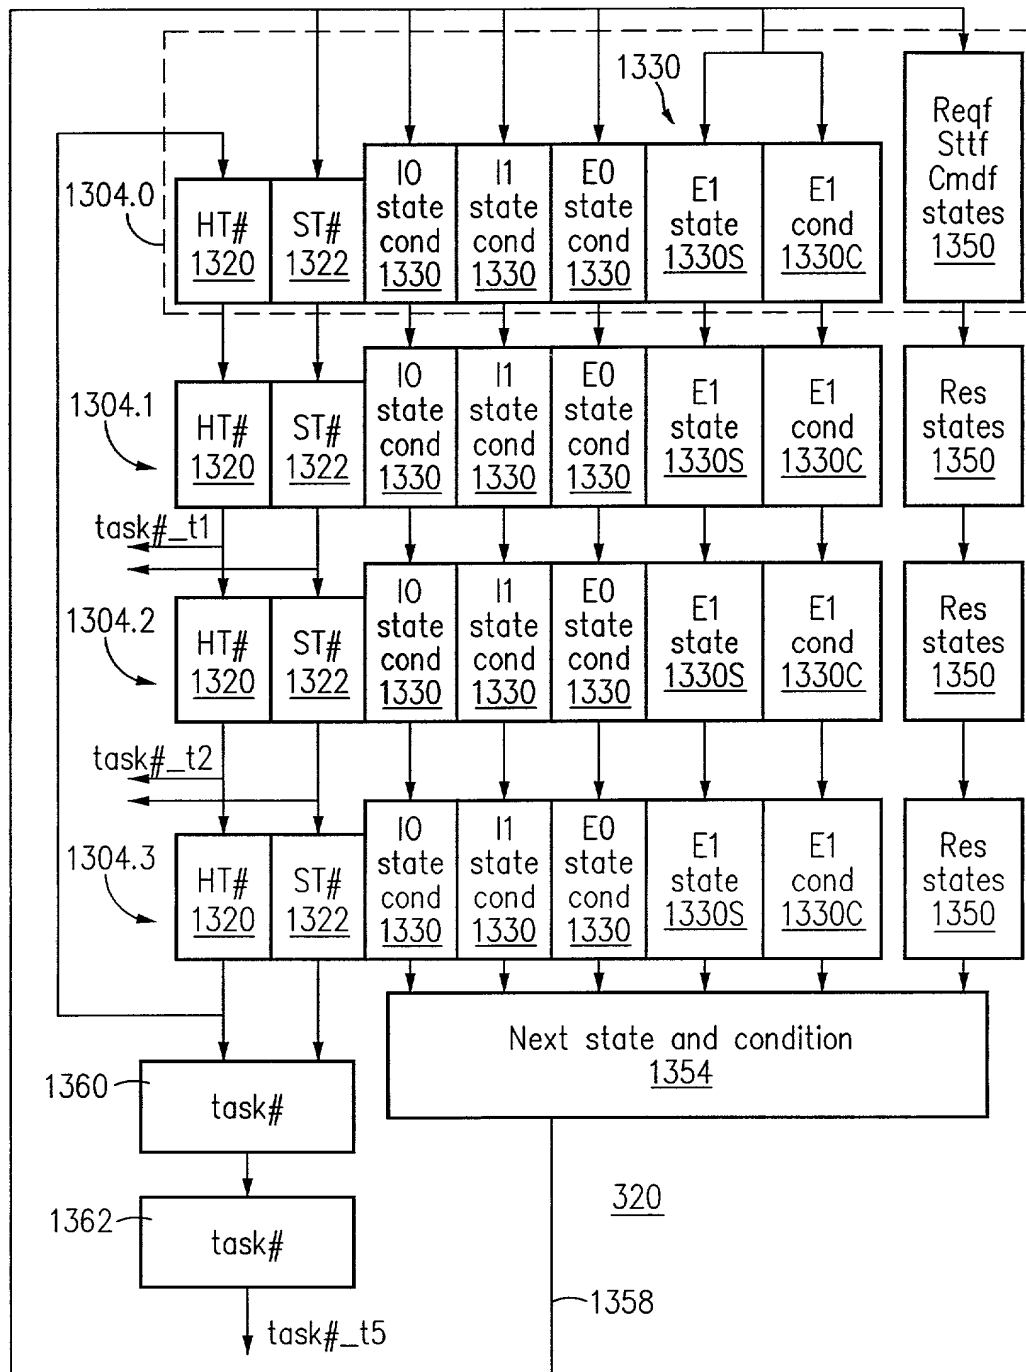 1330
Reqf
Sttf
Cmdf
states
1350
1304.0
HT#
1320
ST#
1322
I0
state
cond
1330
I1
state
cond
1330
E0
state
cond
1330
E1
state
1330S
E1
cond
1330C
1304.1
HT#
1320
ST#
1322
I0
state
cond
1330
I1
state
cond
1330
E0
state
cond
1330
E1
state
1330S
E1
cond
1330C
Res
states
1350
task#_t1
1304.2
HT#
1320
ST#
1322
I0
state
cond
1330
I1
state
cond
1330
E0
state
cond
1330
E1
state
1330S
E1
cond
1330C
Res
states
1350
task#_t2
1304.3
HT#
1320
ST#
1322
I0
state
cond
1330
I1
state
cond
1330
E0
state
cond
1330
E1
state
1330S
E1
cond
1330C
Res
states
1350
Next state and condition
1354
1360
task#
1362
task#
320
1358
task#_t5